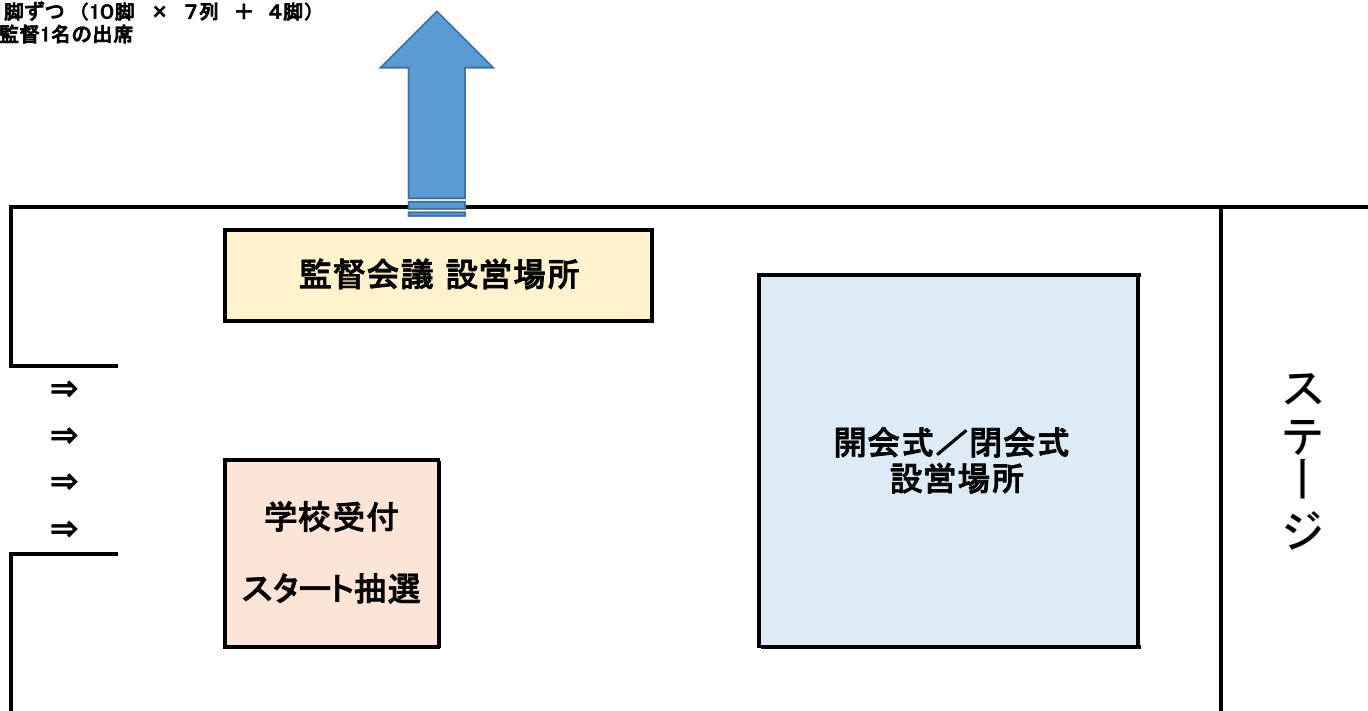 脚ずつ （10脚 × 7列 ＋ 4脚）
監督1名の出席
監督会議 設営場所
⇒
⇒
⇒
⇒
開会式／閉会式
設営場所
学校受付
スタート抽選
ステージ